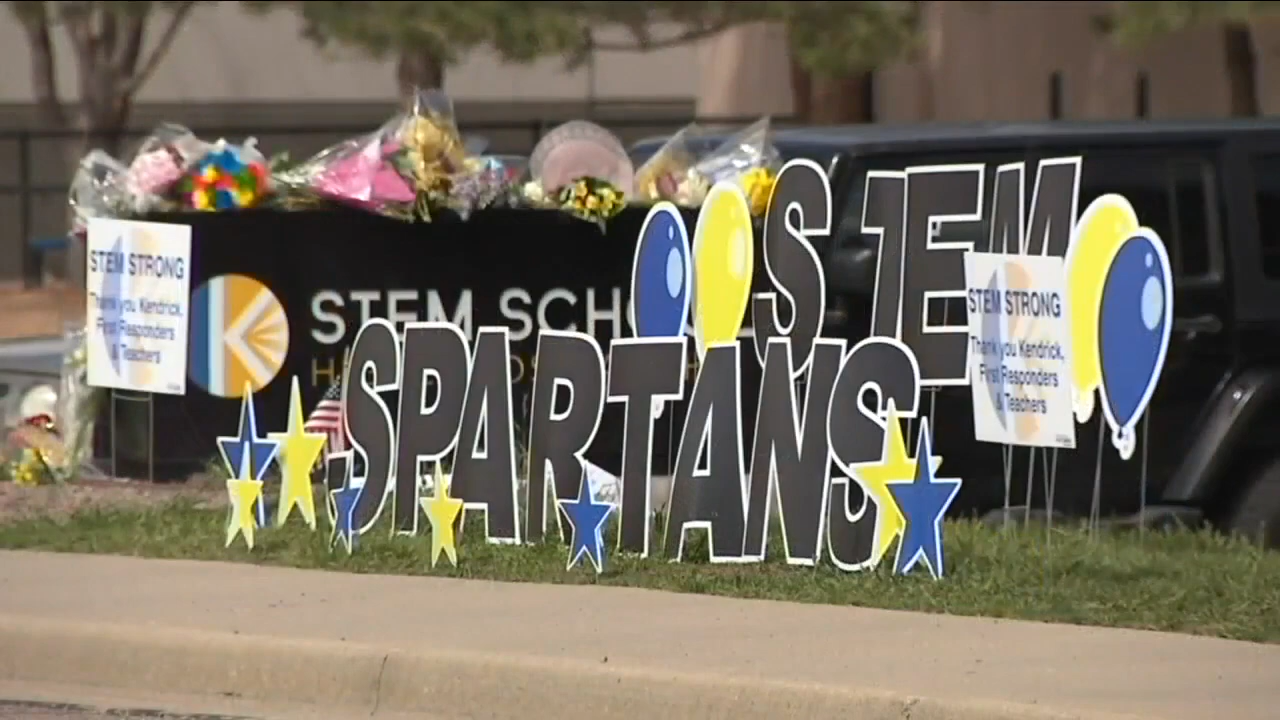 STEM STRONG
Thank you Kendrick,
First Responders
& Teachers
STEM SCHOOL
STEM
SPARTANS
STEM STRONG
Thank you Kendrick,
First Responders
& Teachers